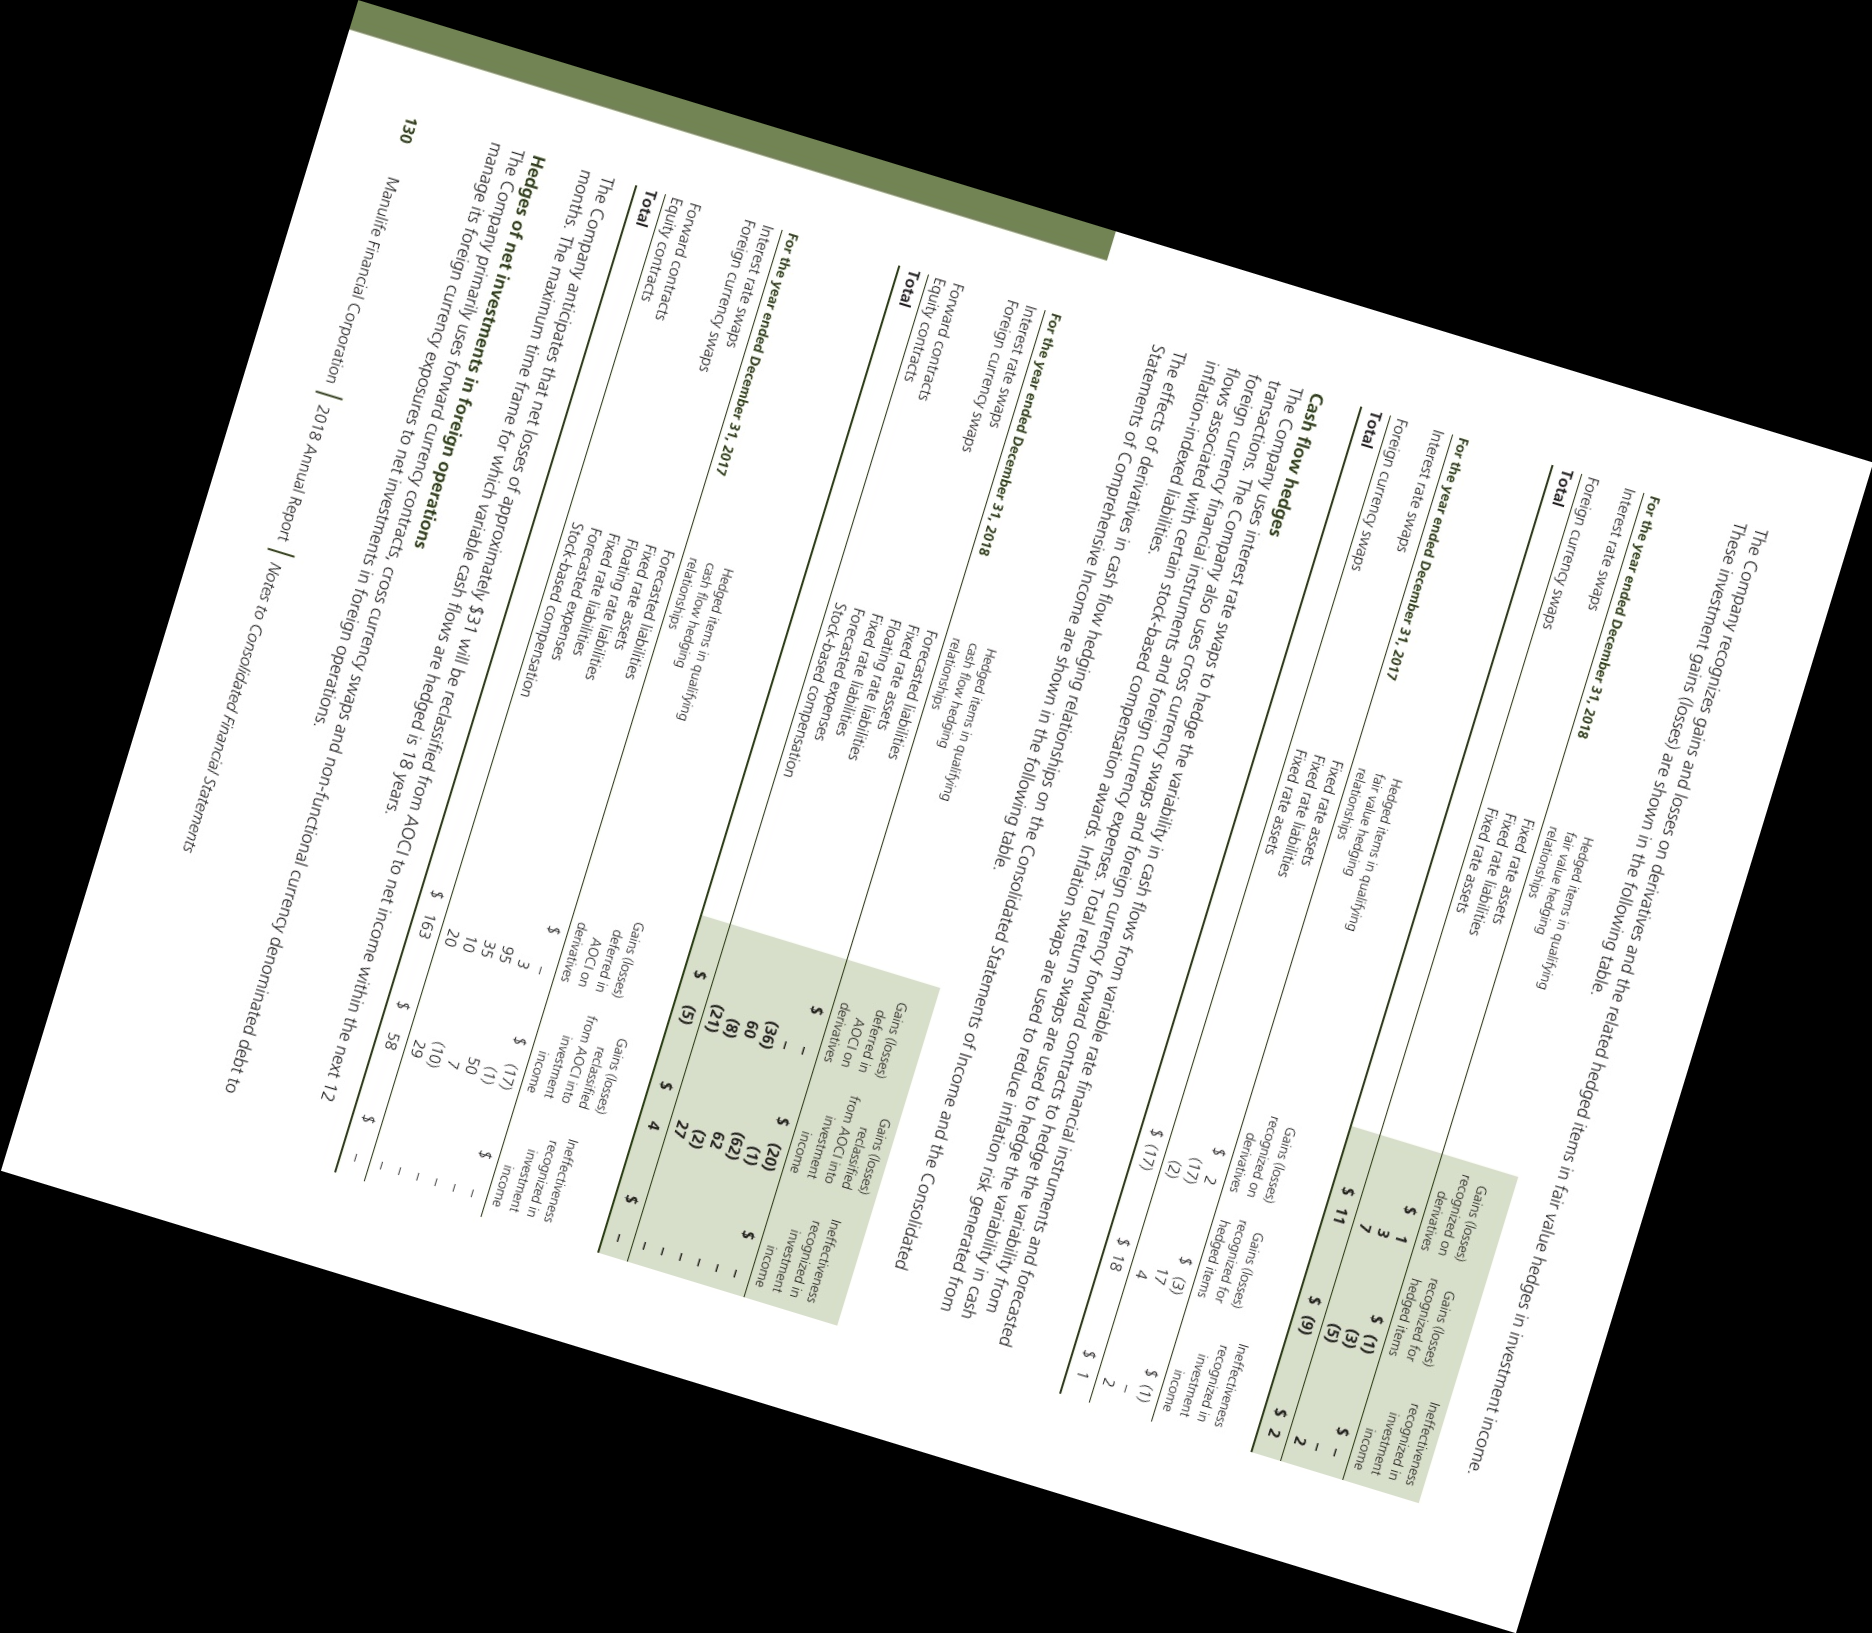 The Company recognizes gains and losses on derivatives and the related hedged items in fair value hedges in investment income.
These investment gains (losses) are shown in the following table.
For the year ended December 31, 2018 Hedged items in qualifying fair value hedging relationships Gains (losses) recognized on derivatives Gains (losses) recognized for hedged items Ineffectiveness recognized in investment income
Interest rate swaps Fixed rate assets $ 1 $ (1) $ –
Fixed rate liabilities 3 (3) –
Foreign currency swaps Fixed rate assets 7 (5) 2
Total $ 11 $ (9) $ 2
For the year ended December 31, 2017 Hedged items in qualifying fair value hedging relationships Gains (losses) recognized on derivatives Gains (losses) recognized for hedged items Ineffectiveness recognized in investment income
Interest rate swaps Fixed rate assets $ 2 $ (3) $ (1)
Fixed rate liabilities (17) 17 –
Foreign currency swaps Fixed rate assets (2) 4 2
Total $ (17) $ 18 $ 1
Cash flow hedges
The Company uses interest rate swaps to hedge the variability in cash flows from variable rate financial instruments and forecasted
transactions. The Company also uses cross currency swaps and foreign currency forward contracts to hedge the variability from
foreign currency financial instruments and foreign currency expenses. Total return swaps are used to hedge the variability in cash
flows associated with certain stock-based compensation awards. Inflation swaps are used to reduce inflation risk generated from
inflation-indexed liabilities.
The effects of derivatives in cash flow hedging relationships on the Consolidated Statements of Income and the Consolidated
Statements of Comprehensive Income are shown in the following table.
For the year ended December 31, 2018 Hedged items in qualifying cash flow hedging relationships Gains (losses) deferred in AOCI on derivatives Gains (losses) reclassified from AOCI into investment income Ineffectiveness recognized in investment income
Interest rate swaps Forecasted liabilities $ – $ (20) $ –
Foreign currency swaps Fixed rate assets – (1) –
Floating rate liabilities (36) (62) –
Fixed rate liabilities 60 62 –
Forward contracts Forecasted expenses (8) (2) –
Equity contracts Stock-based compensation (21) 27 –
Total $ (5) $ 4 $ –
For the year ended December 31, 2017 Hedged items in qualifying cash flow hedging relationships Gains (losses) deferred in AOCI on derivatives Gains (losses) reclassified from AOCI into investment income Ineffectiveness recognized in investment income
Interest rate swaps Forecasted liabilities $ – $ (17) $ –
Foreign currency swaps Fixed rate assets 3 (1) –
Floating rate liabilities 95 50 –
Fixed rate liabilities 35 7 –
Forward contracts Forecasted expenses 10 (10) –
Equity contracts Stock-based compensation 20 29 –
Total $ 163 $ 58 $ –
The Company anticipates that net losses of approximately $31 will be reclassified from AOCI to net income within the next 12
months. The maximum time frame for which variable cash flows are hedged is 18 years.
Hedges of net investments in foreign operations
The Company primarily uses forward currency contracts, cross currency swaps and non-functional currency denominated debt to
manage its foreign currency exposures to net investments in foreign operations.
130 Manulife Financial Corporation | 2018 Annual Report | Notes to Consolidated Financial Statements